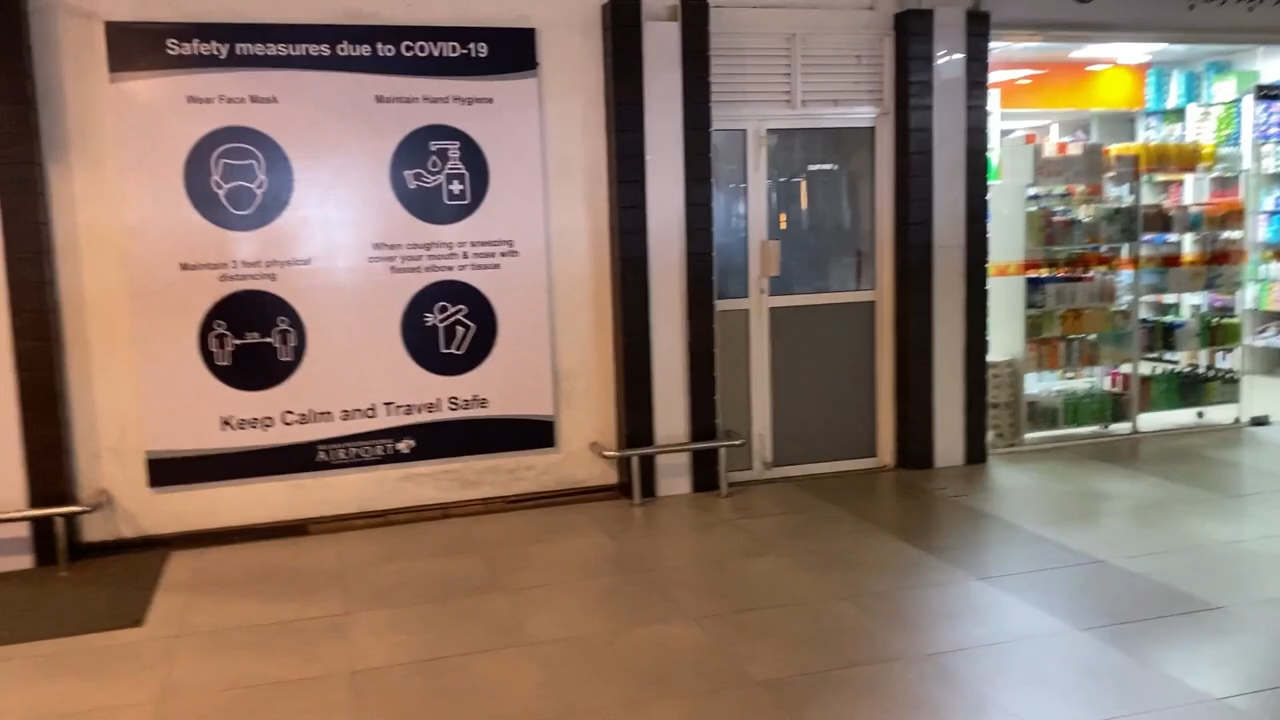 Safety measures due to COVID-19
Wear Face Mask
Maintain Hand Hygiene
Maintain 3 feet physical
distancing
When coughing or sneezing
cover your mouth & nose with
flexed elbow or tissue
Keep Calm and Travel Safe
AIRPORT